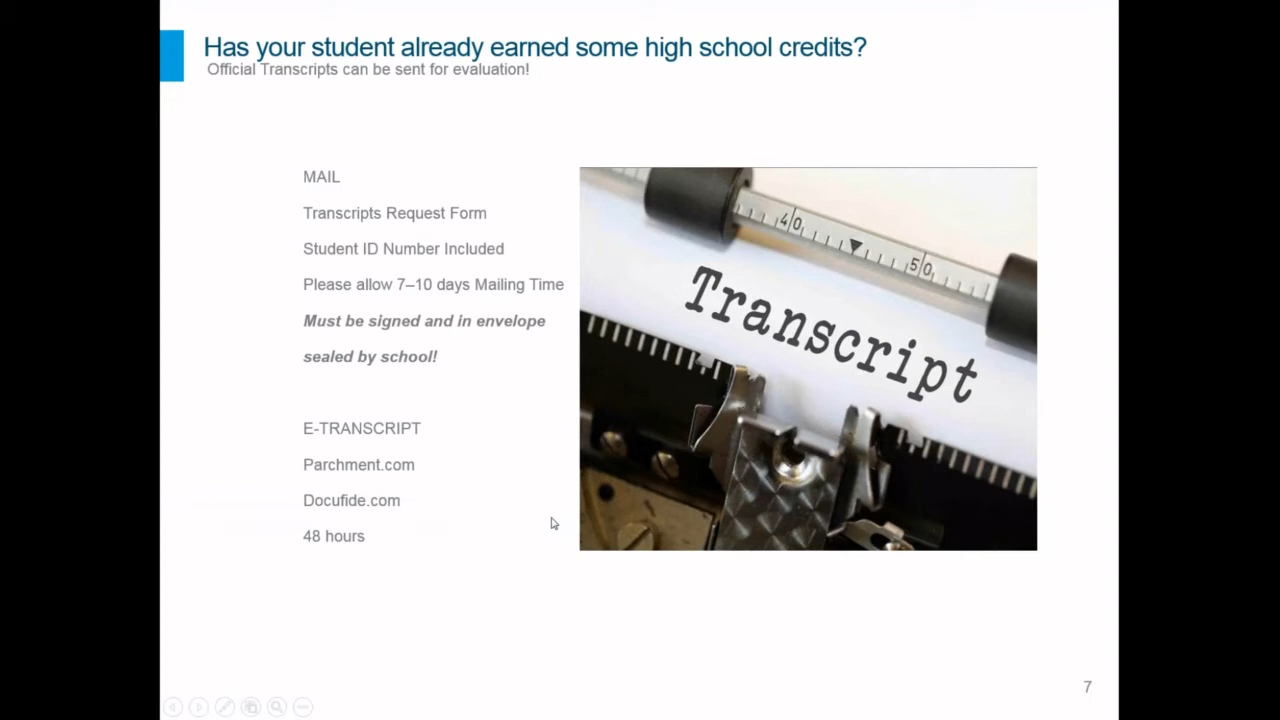 Has your student already earned some high school credits?
Official Transcripts can be sent for evaluation!
MAIL
Transcripts Request Form
Student ID Number Included
Please allow 7–10 days Mailing Time
Must be signed and in envelope
sealed by school!
E-TRANSCRIPT
Parchment.com
Docufide.com
48 hours
40
50
Transcript
7